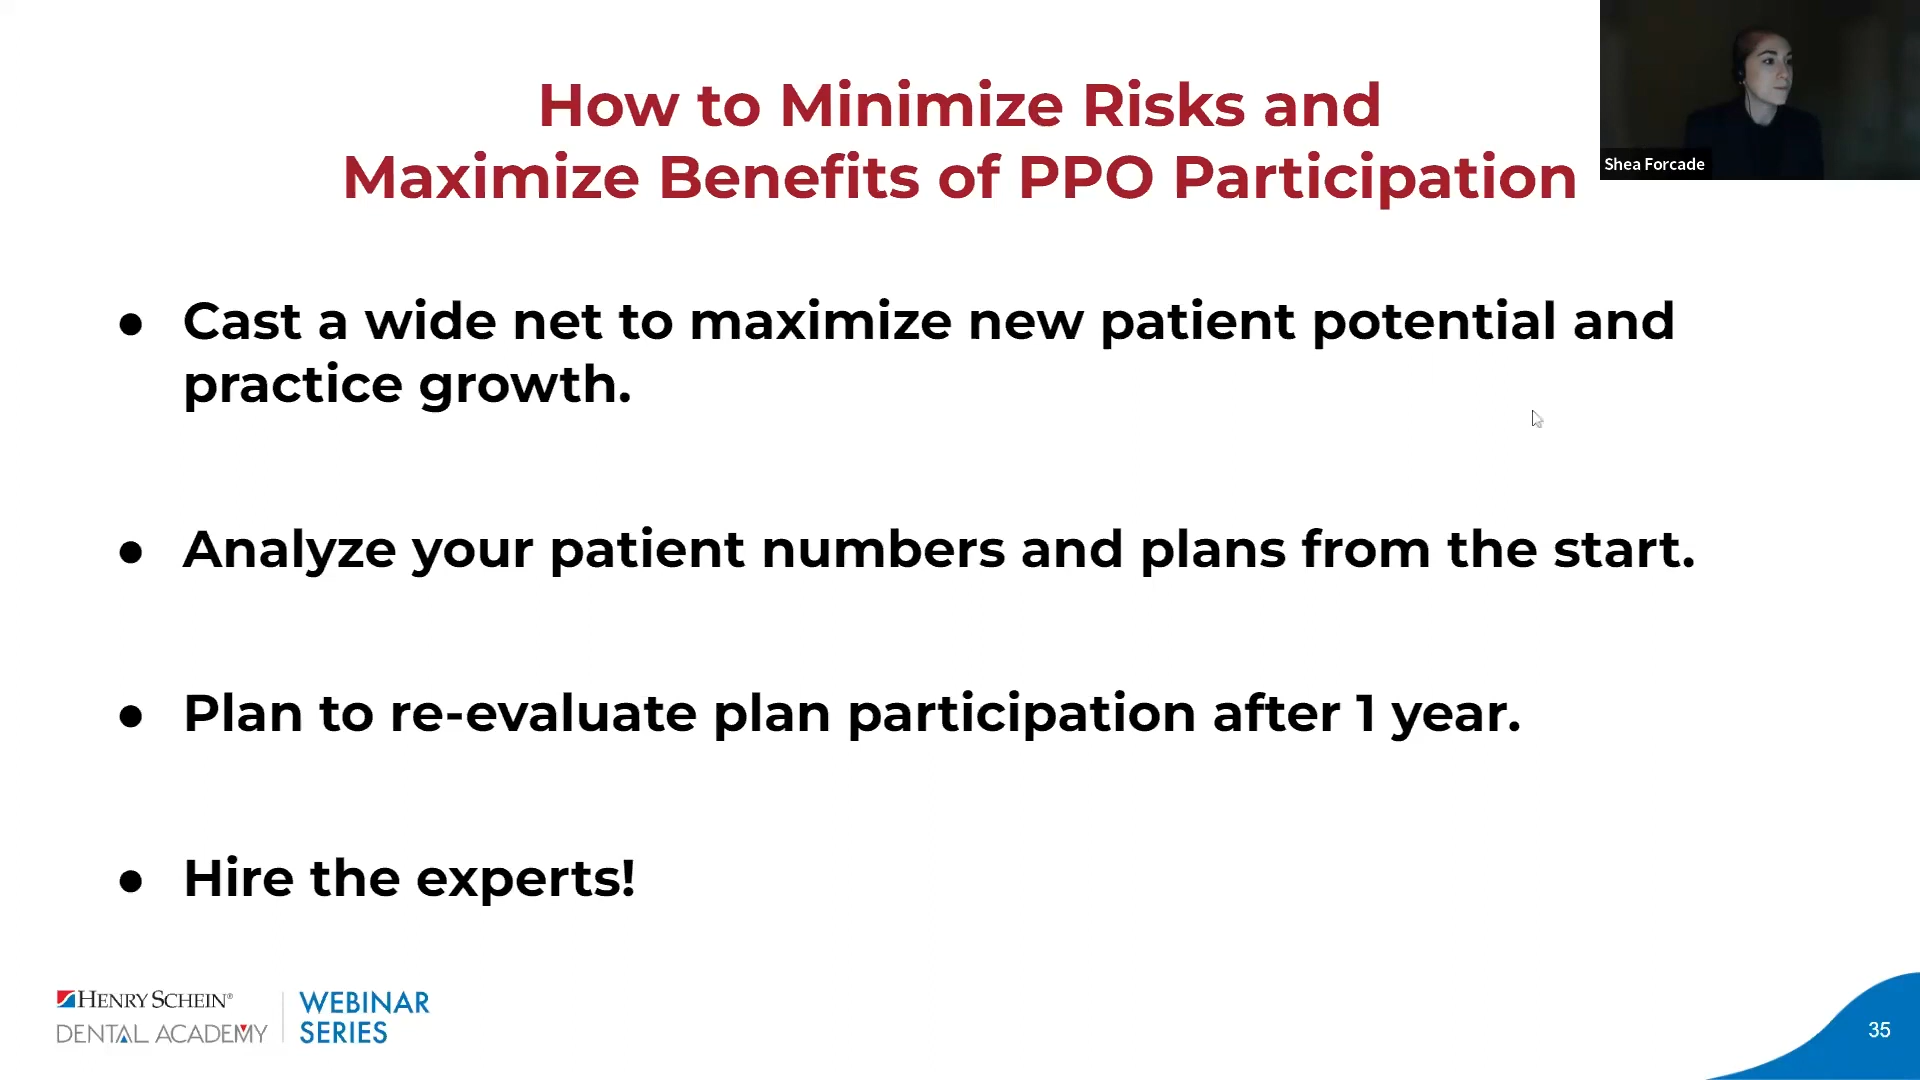 How to Minimize Risks and
Maximize Benefits of PPO Participation
Shea Forcade
● Cast a wide net to maximize new patient potential and
practice growth.
● Analyze your patient numbers and plans from the start.
● Plan to re-evaluate plan participation after 1 year.
● Hire the experts!
HENRY SCHEIN®
DENTAL ACADEMY
WEBINAR
SERIES
35